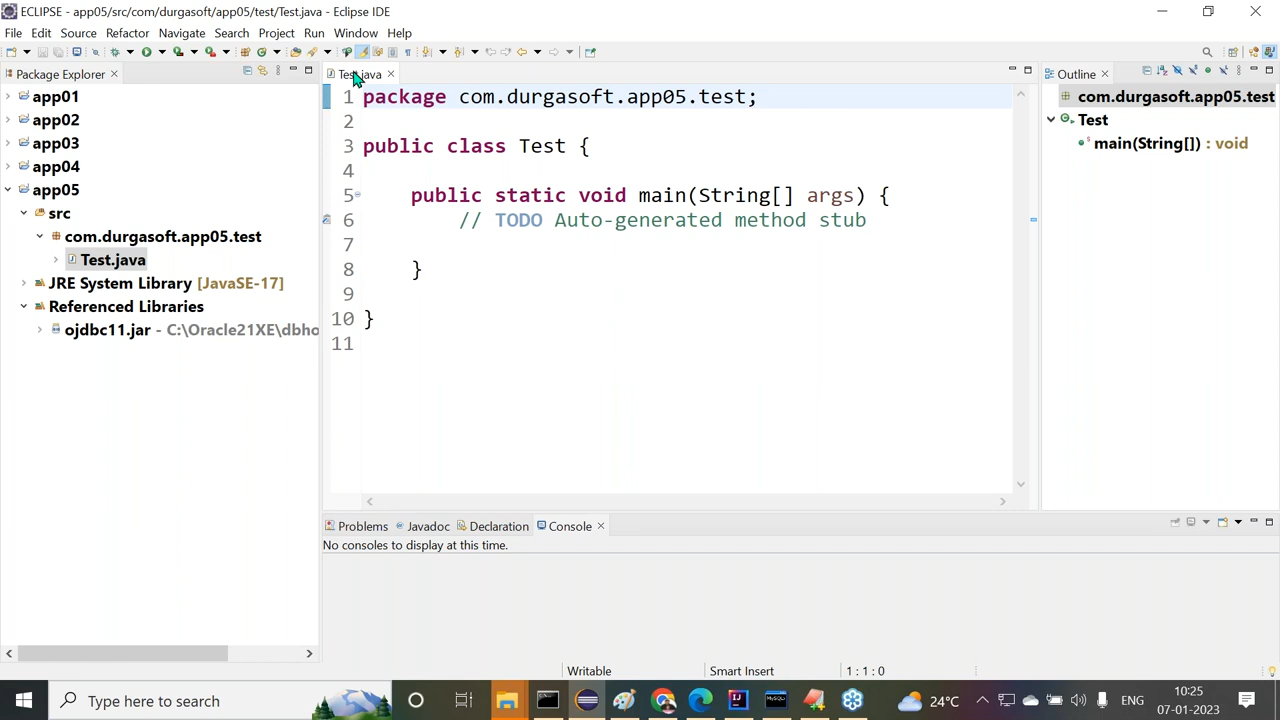 ECLIPSE - app05/src/com/durgasoft/app05/test/Test.java - Eclipse IDE
File Edit Source Refactor Navigate Search Project Run Window Help
Package Explorer
app01
app02
app03
app04
app05
src
com.durgasoft.app05.test
Test.java
JRE System Library [JavaSE-17]
Referenced Libraries
ojdbc11.jar - C:\Oracle21XE\dbho
Test.java
1 package com.durgasoft.app05.test;
2
3 public class Test {
4
5 public static void main(String[] args) {
6 // TODO Auto-generated method stub
7
8 }
9
10 }
11
Outline
com.durgasoft.app05.test
Test
main(String[]) : void
Problems Javadoc Declaration Console
No consoles to display at this time.
Writable Smart Insert 1 : 1 : 0
Type here to search
24°C
ENG
10:25
07-01-2023